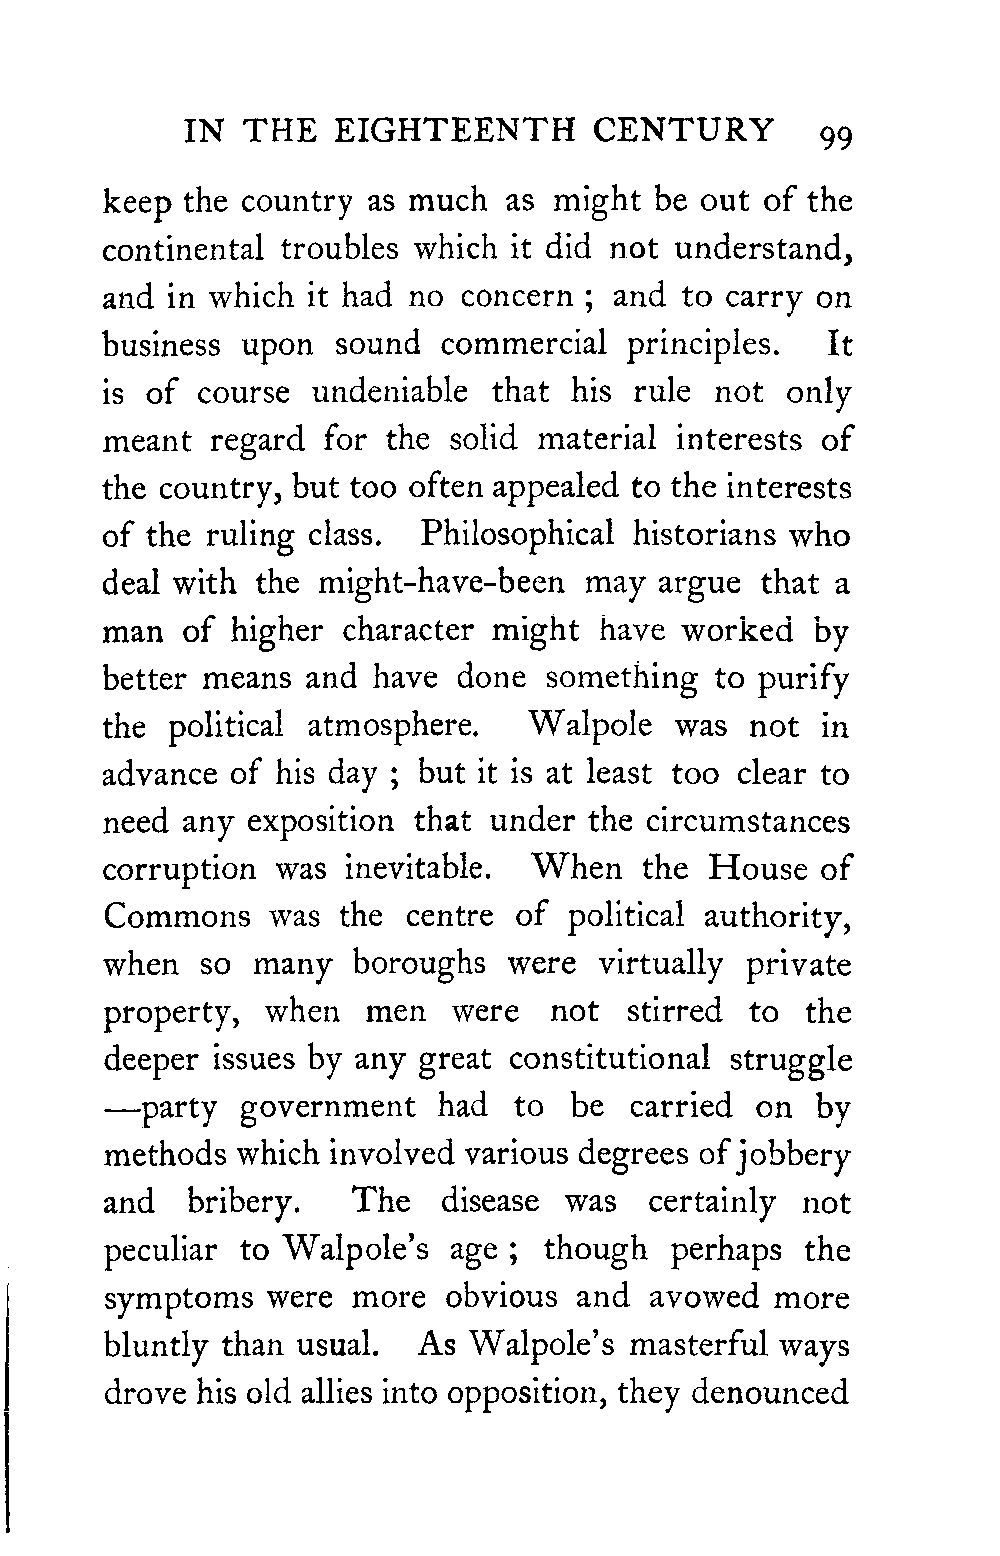 IN THE EIGHTEENTH CENTURY 99
keep the country as much as might be out of the
continental troubles which it did not understand,
and in which it had no concern ; and to carry on
business upon sound commercial principles. It
is of course undeniable that his rule not only
meant regard for the solid material interests of
the country, but too often appealed to the interests
of the ruling class. Philosophical historians who
deal with the might-have-been may argue that a
man of higher character might have worked by
better means and have done something to purify
the political atmosphere. Walpole was not in
advance of his day ; but it is at least too clear to
need any exposition that under the circumstances
corruption was inevitable. When the House of
Commons was the centre of political authority,
when so many boroughs were virtually private
property, when men were not stirred to the
deeper issues by any great constitutional struggle
—party government had to be carried on by
methods which involved various degrees of jobbery
and bribery. The disease was certainly not
peculiar to Walpole's age ; though perhaps the
symptoms were more obvious and avowed more
bluntly than usual. As Walpole's masterful ways
drove his old allies into opposition, they denounced